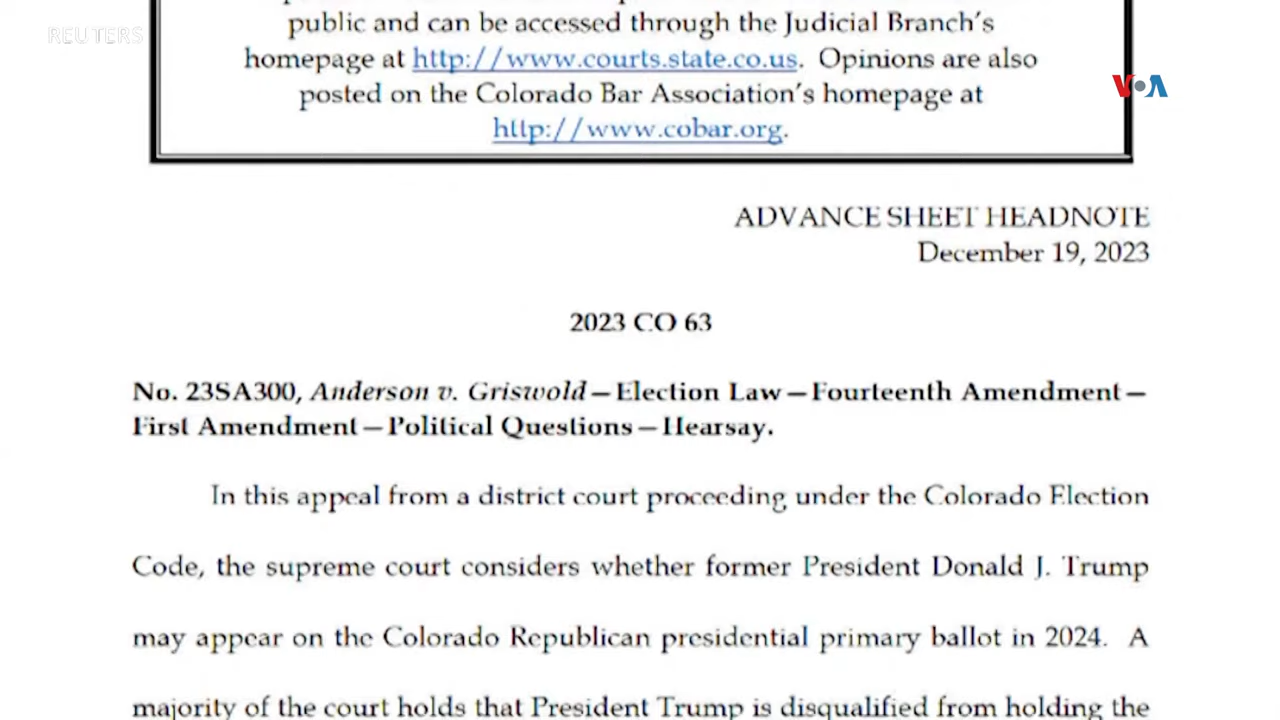 REUTERS
public and can be accessed through the Judicial Branch's
homepage at http://www.courts.state.co.us. Opinions are also
VOA
posted on the Colorado Bar Association's homepage at
http://www.cobar.org.
ADVANCE SHEET HEADNOTE
December 19, 2023
2023 CO 63
No. 23SA300, Anderson v. Griswold—Election Law—Fourteenth Amendment—
First Amendment—Political Questions—Hearsay.
In this appeal from a district court proceeding under the Colorado Election
Code, the supreme court considers whether former President Donald J. Trump
may appear on the Colorado Republican presidential primary ballot in 2024. A
majority of the court holds that President Trump is disqualified from holding the